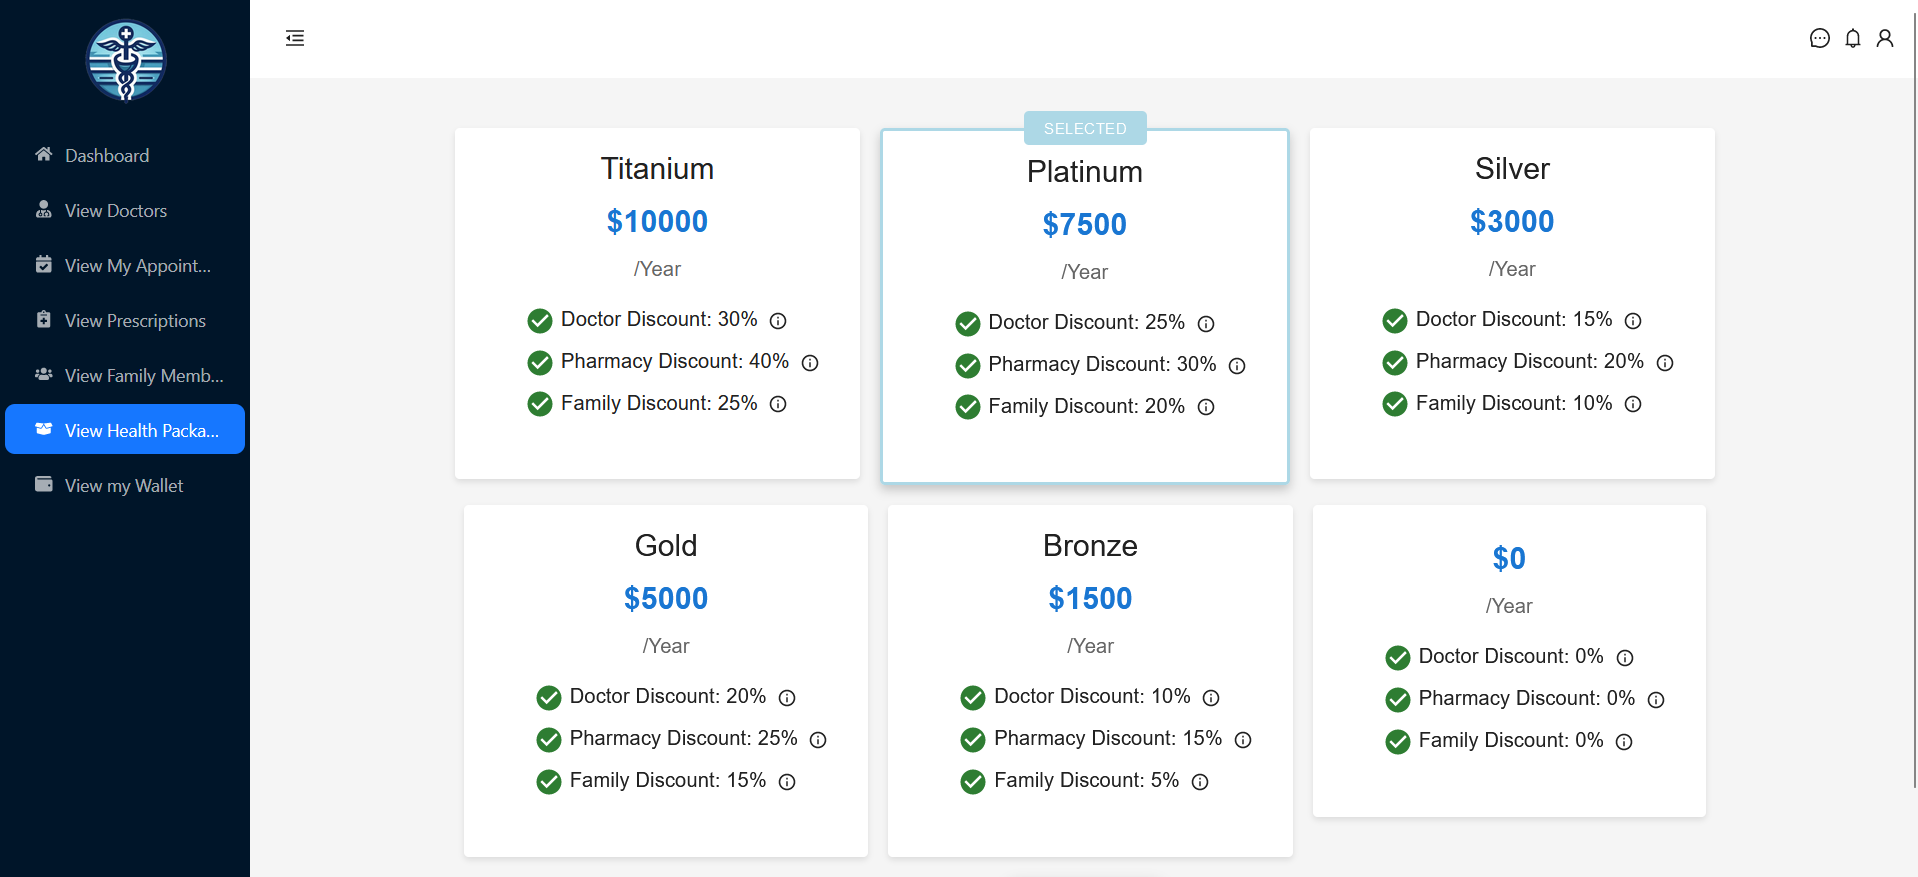 Dashboard
View Doctors
View My Appoint...
View Prescriptions
View Family Memb...
View Health Packa...
View my Wallet
Titanium
$10000
/Year
Doctor Discount: 30%
Pharmacy Discount: 40%
Family Discount: 25%
SELECTED
Platinum
$7500
/Year
Doctor Discount: 25%
Pharmacy Discount: 30%
Family Discount: 20%
Silver
$3000
/Year
Doctor Discount: 15%
Pharmacy Discount: 20%
Family Discount: 10%
Gold
$5000
/Year
Doctor Discount: 20%
Pharmacy Discount: 25%
Family Discount: 15%
Bronze
$1500
/Year
Doctor Discount: 10%
Pharmacy Discount: 15%
Family Discount: 5%
$0
/Year
Doctor Discount: 0%
Pharmacy Discount: 0%
Family Discount: 0%